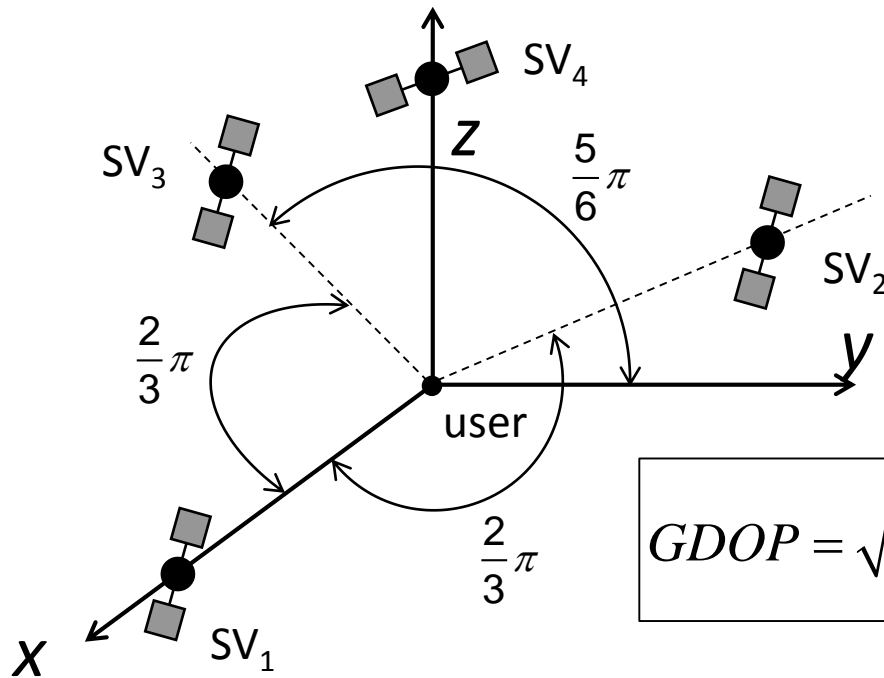 SV₄
z
SV₃
5/6 π
SV₂
2/3 π
y
user
GDOP = √
2/3 π
SV₁
x